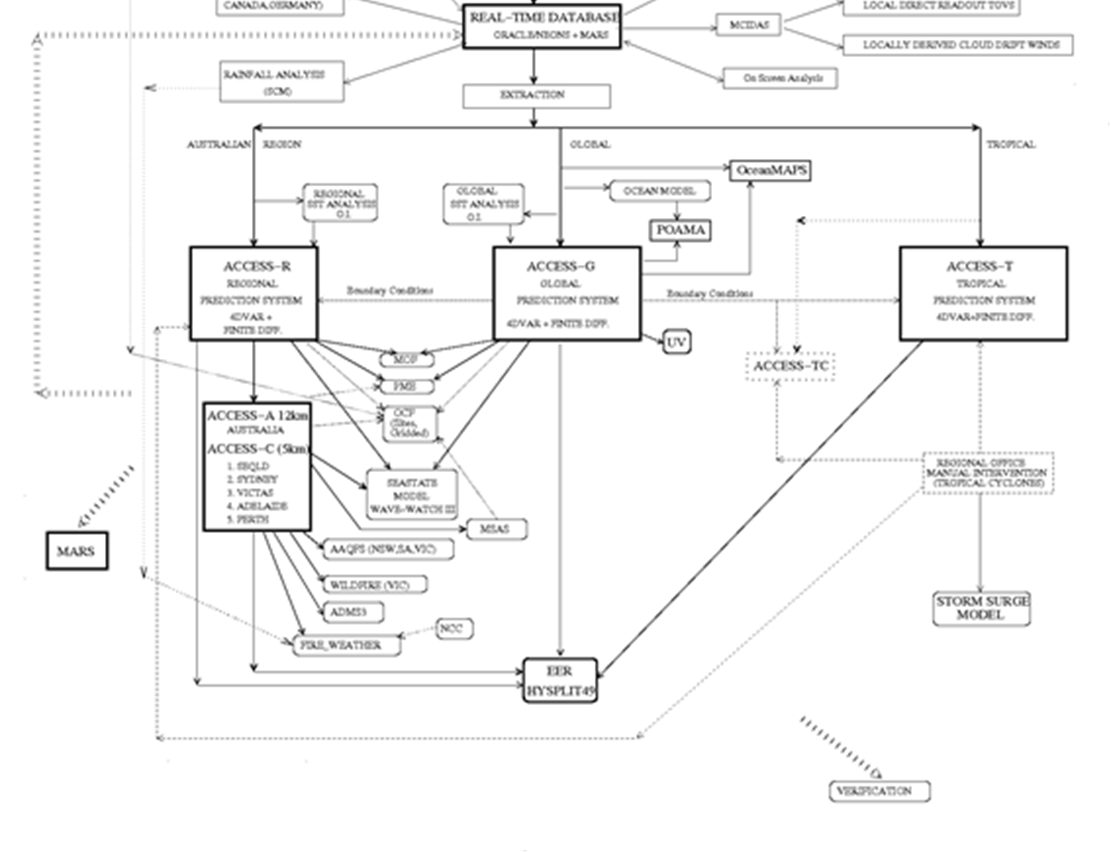 CANADA,GERMANY)
REAL-TIME DATABASE
ORACLE/NEONS + MARS
MCIDAS
LOCAL DIRECT READOUT TOVS
LOCALLY DERIVED CLOUD DRIFT WINDS
RAINFALL ANALYSIS
(SCM)
On Screen Analysis
EXTRACTION
AUSTRALIAN REGION
GLOBAL
TROPICAL
REGIONAL
SST ANALYSIS
O.I.
GLOBAL
SST ANALYSIS
O.I.
OceanMAPS
OCEAN MODEL
POAMA
ACCESS-R
REGIONAL
PREDICTION SYSTEM
4DVAR +
FINITE DIFF.
Boundary Conditions
ACCESS-G
GLOBAL
PREDICTION SYSTEM
4DVAR + FINITE DIFF.
Boundary Conditions
ACCESS-T
TROPICAL
PREDICTION SYSTEM
4DVAR+FINITE DIFF.
UV
ACCESS-TC
ACCESS-A 12km
AUSTRALIA
ACCESS-C (5km)
1. SEQLD
2. SYDNEY
3. VICTAS
4. ADELAIDE
5. PERTH
OCF
(Sites,
Gridded)
SEASTATE
MODEL
WAVE-WATCH III
MSAS
REGIONAL OFFICE
MANUAL INTERVENTION
(TROPICAL CYCLONES)
MARS
AAQFS (NSW,SA,VIC)
WILDFIRE (VIC)
ADMS3
NCC
FIRE_WEATHER
STORM SURGE
MODEL
EER
HYSPLIT49
VERIFICATION